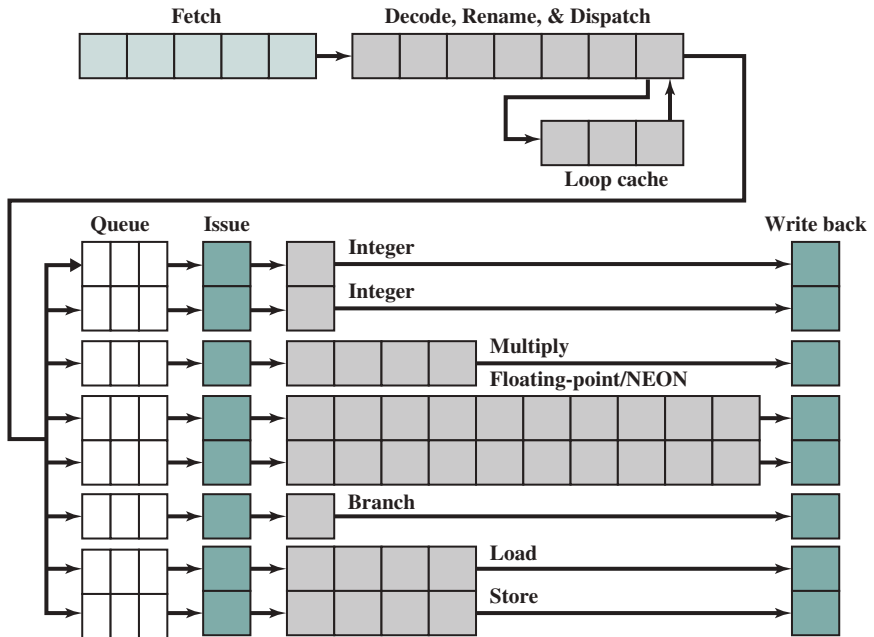 Fetch
Decode, Rename, & Dispatch
Loop cache
Queue
Issue
Write back
Integer
Integer
Multiply
Floating-point/NEON
Branch
Load
Store